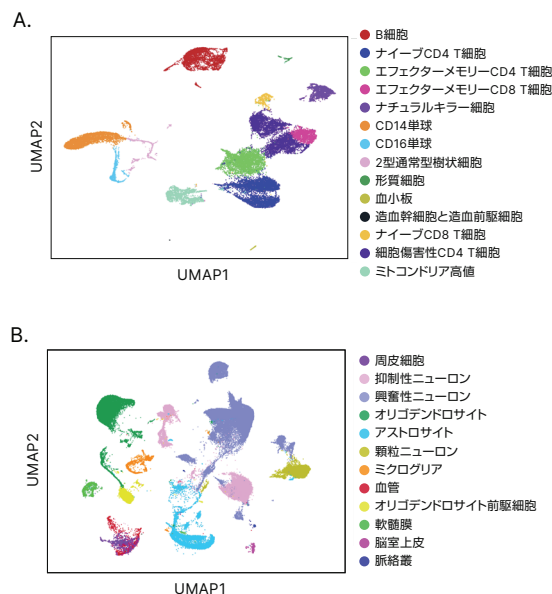 A.
UMAP2
UMAP1
B細胞
ナイーブCD4 T細胞
エフェクターメモリーCD4 T細胞
エフェクターメモリーCD8 T細胞
ナチュラルキラー細胞
CD14単球
CD16単球
2型通常型樹状細胞
形質細胞
血小板
造血幹細胞と造血前駆細胞
ナイーブCD8 T細胞
細胞傷害性CD4 T細胞
ミトコンドリア高値
B.
UMAP2
UMAP1
周皮細胞
抑制性ニューロン
興奮性ニューロン
オリゴデンドロサイト
アストロサイト
顆粒ニューロン
ミクログリア
血管
オリゴデンドロサイト前駆細胞
軟髄膜
脳室上皮
脈絡叢